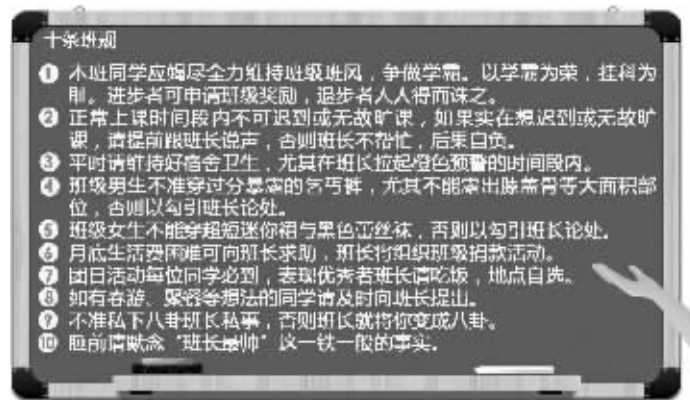 十条班规
❶ 本班同学应竭尽全力维持班级班风，争做学霸。以学霸为荣，挂科为
耻。进步者可申请班级奖励，退步者人人得而诛之。
❷ 正常上课时间段内不可迟到或无故旷课，如果实在想迟到或无故旷
课，请提前跟班长说声，否则班长不帮忙，后果自负。
❸ 平时请维持好宿舍卫生，尤其在班长拉起橙色预警的时间段内。
❹ 班级男生不准穿过分暴露的乞丐裤，尤其不能露出膝盖骨等大面积部
位，否则以勾引班长论处。
❺ 班级女生不能穿超短迷你裙与黑色蕾丝袜，否则以勾引班长论处。
❻ 月底生活费困难可向班长求助，班长将组织班级捐款活动。
❼ 团日活动每位同学必到，表现优秀者班长请吃饭，地点自选。
❽ 如有春游、聚餐等想法的同学请及时向班长提出。
❾ 不准私下八卦班长私事，否则班长就将你变成八卦。
❿ 睡前请默念“班长最帅”这一铁一般的事实。